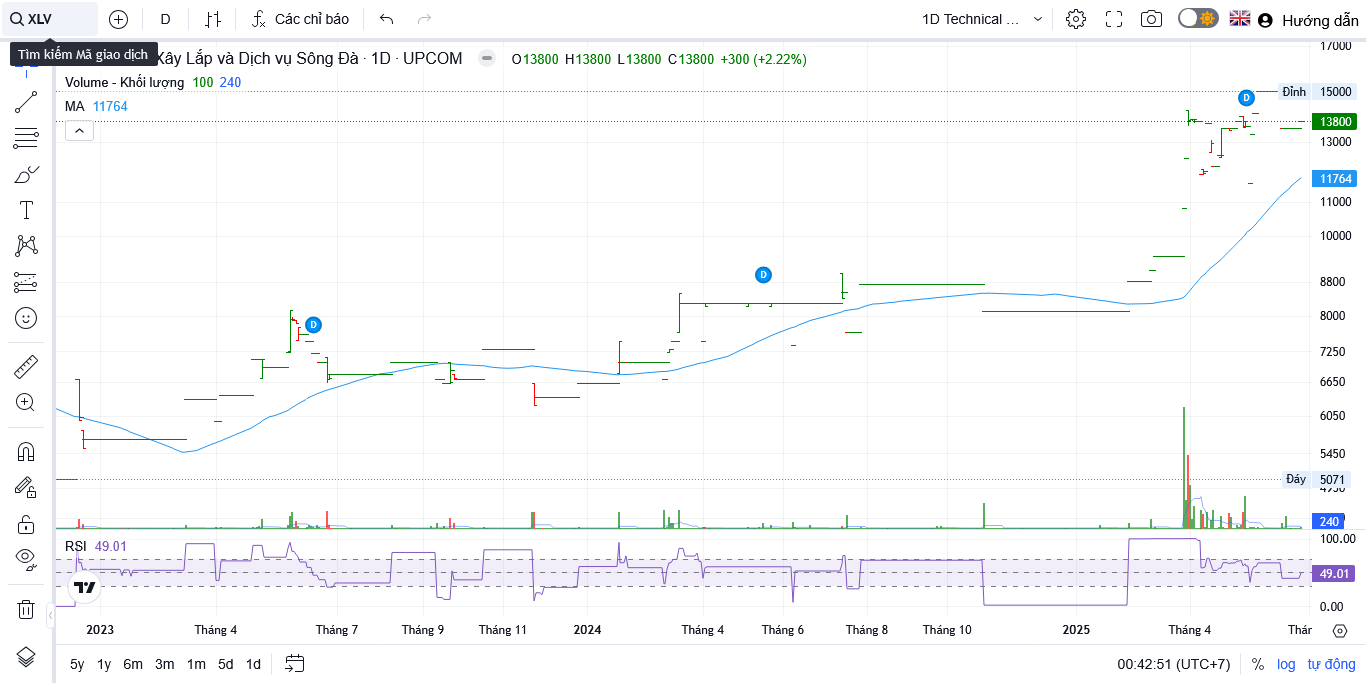 XLV
D
Các chỉ báo
1D Technical ...
Hướng dẫn
Tìm kiếm Mã giao dịch
Xây Lắp và Dịch vụ Sông Đà · 1D · UPCOM
O13800 H13800 L13800 C13800 +300 (+2.22%)
Volume - Khối lượng 100 240
MA 11764
17000
Đỉnh 15000
13800
13000
11764
11000
10000
8800
8000
7250
6650
6050
5450
Đáy 5071
4950
240
D
D
D
RSI 49.01
100.00
49.01
0.00
2023
Tháng 4
Tháng 7
Tháng 9
Tháng 11
2024
Tháng 4
Tháng 6
Tháng 8
Tháng 10
2025
Tháng 4
Thár
5y 1y 6m 3m 1m 5d 1d
00:42:51 (UTC+7)
% log tự động